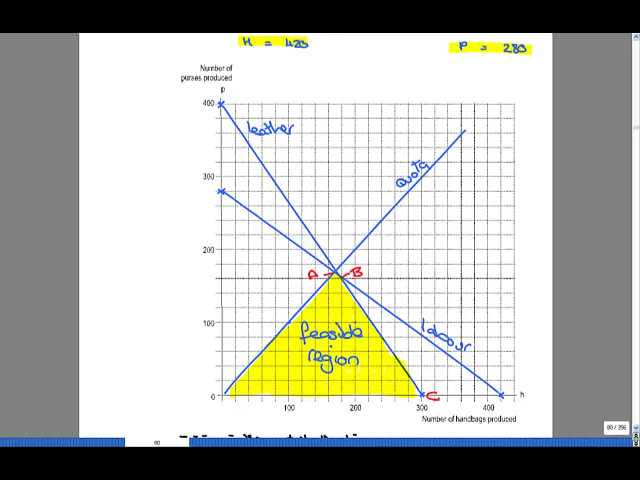 H = 420
P = 280
Number of
purses produced
p
400
leather
quota
300
200
A
B
100
feasible
region
labour
0
C
h
100
200
300
400
Number of handbags produced
80
80 / 356